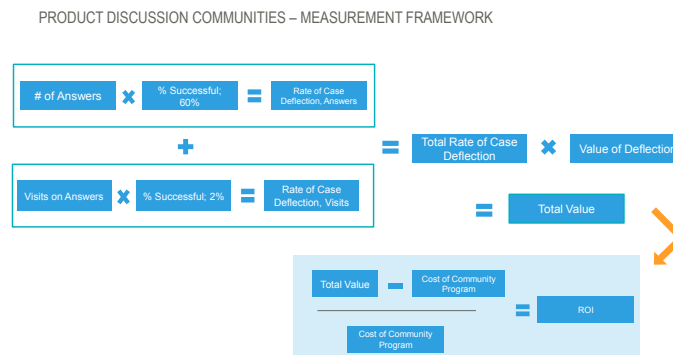 PRODUCT DISCUSSION COMMUNITIES – MEASUREMENT FRAMEWORK
# of Answers
% Successful;
60%
Rate of Case
Deflection, Answers
Total Rate of Case
Deflection
Value of Deflection
Visits on Answers
% Successful; 2%
Rate of Case
Deflection, Visits
Total Value
Total Value
Cost of Community
Program
ROI
Cost of Community
Program